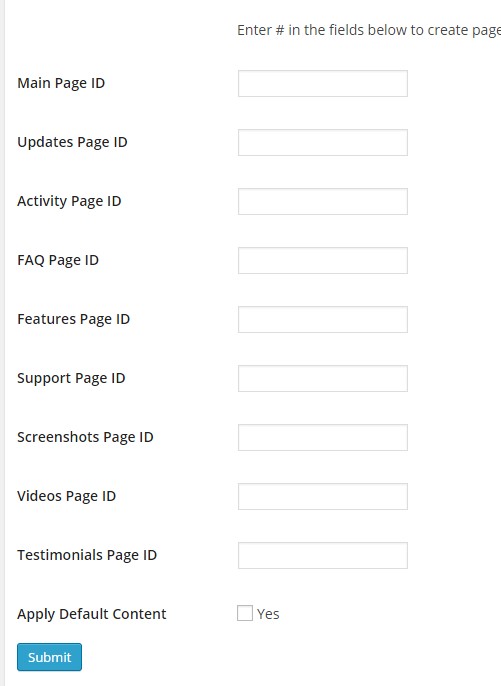 Enter # in the fields below to create page
Main Page ID
Updates Page ID
Activity Page ID
FAQ Page ID
Features Page ID
Support Page ID
Screenshots Page ID
Videos Page ID
Testimonials Page ID
Apply Default Content Yes
Submit